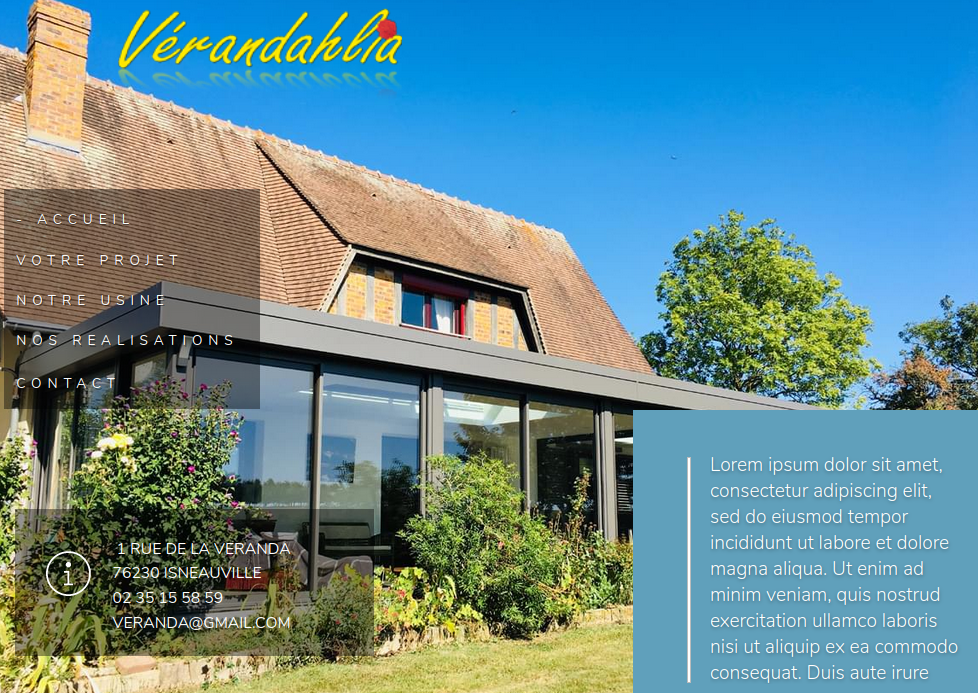 Vérandahlia
- ACCUEIL
VOTRE PROJET
NOTRE USINE
NOS REALISATIONS
CONTACT
1 RUE DE LA VERANDA
76230 ISNEAUVILLE
02 35 15 58 59
VERANDA@GMAIL.COM
Lorem ipsum dolor sit amet,
consectetur adipiscing elit,
sed do eiusmod tempor
incididunt ut labore et dolore
magna aliqua. Ut enim ad
minim veniam, quis nostrud
exercitation ullamco laboris
nisi ut aliquip ex ea commodo
consequat. Duis aute irure